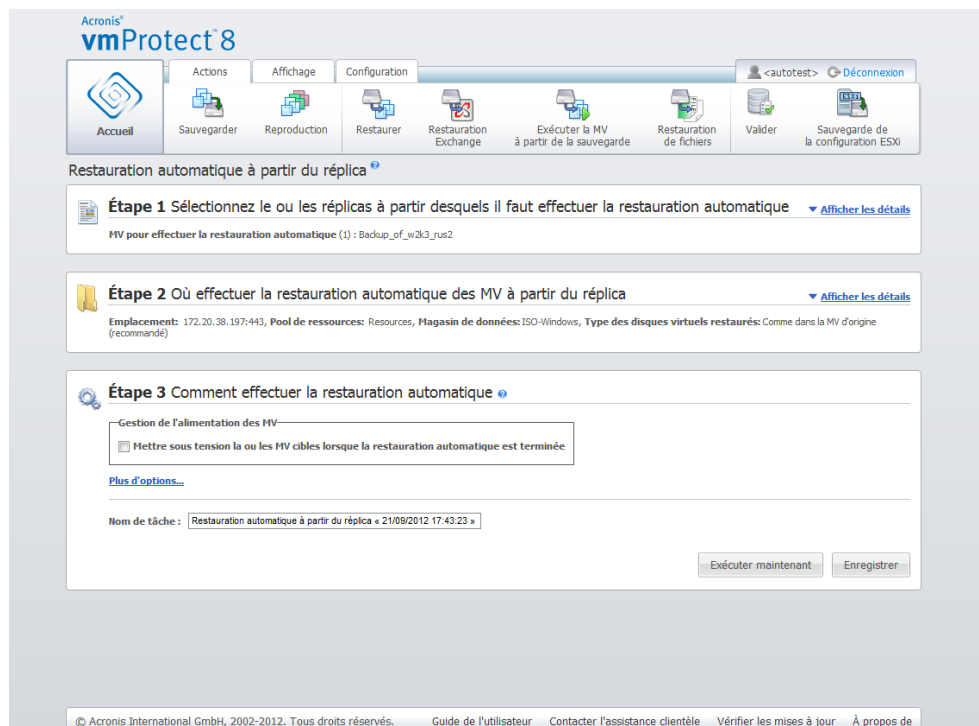 Acronis®
vmProtect™8
Actions Affichage Configuration <autotest> Déconnexion
Accueil
Sauvegarder
Reproduction
Restaurer
Restauration
Exchange
Exécuter la MV
à partir de la sauvegarde
Restauration
de fichiers
Valider
Sauvegarde de
la configuration ESXi
Restauration automatique à partir du réplica
Étape 1 Sélectionnez le ou les réplicas à partir desquels il faut effectuer la restauration automatique Afficher les détails
MV pour effectuer la restauration automatique (1) : Backup_of_w2k3_rus2
Étape 2 Où effectuer la restauration automatique des MV à partir du réplica Afficher les détails
Emplacement: 172.20.38.197:443, Pool de ressources: Resources, Magasin de données: ISO-Windows, Type des disques virtuels restaurés: Comme dans la MV d'origine
(recommandé)
Étape 3 Comment effectuer la restauration automatique
Gestion de l'alimentation des MV
Mettre sous tension la ou les MV cibles lorsque la restauration automatique est terminée
Plus d'options...
Nom de tâche : Restauration automatique à partir du réplica « 21/09/2012 17:43:23 »
Exécuter maintenant Enregistrer
© Acronis International GmbH, 2002-2012. Tous droits réservés. Guide de l'utilisateur Contacter l'assistance clientèle Vérifier les mises à jour À propos de